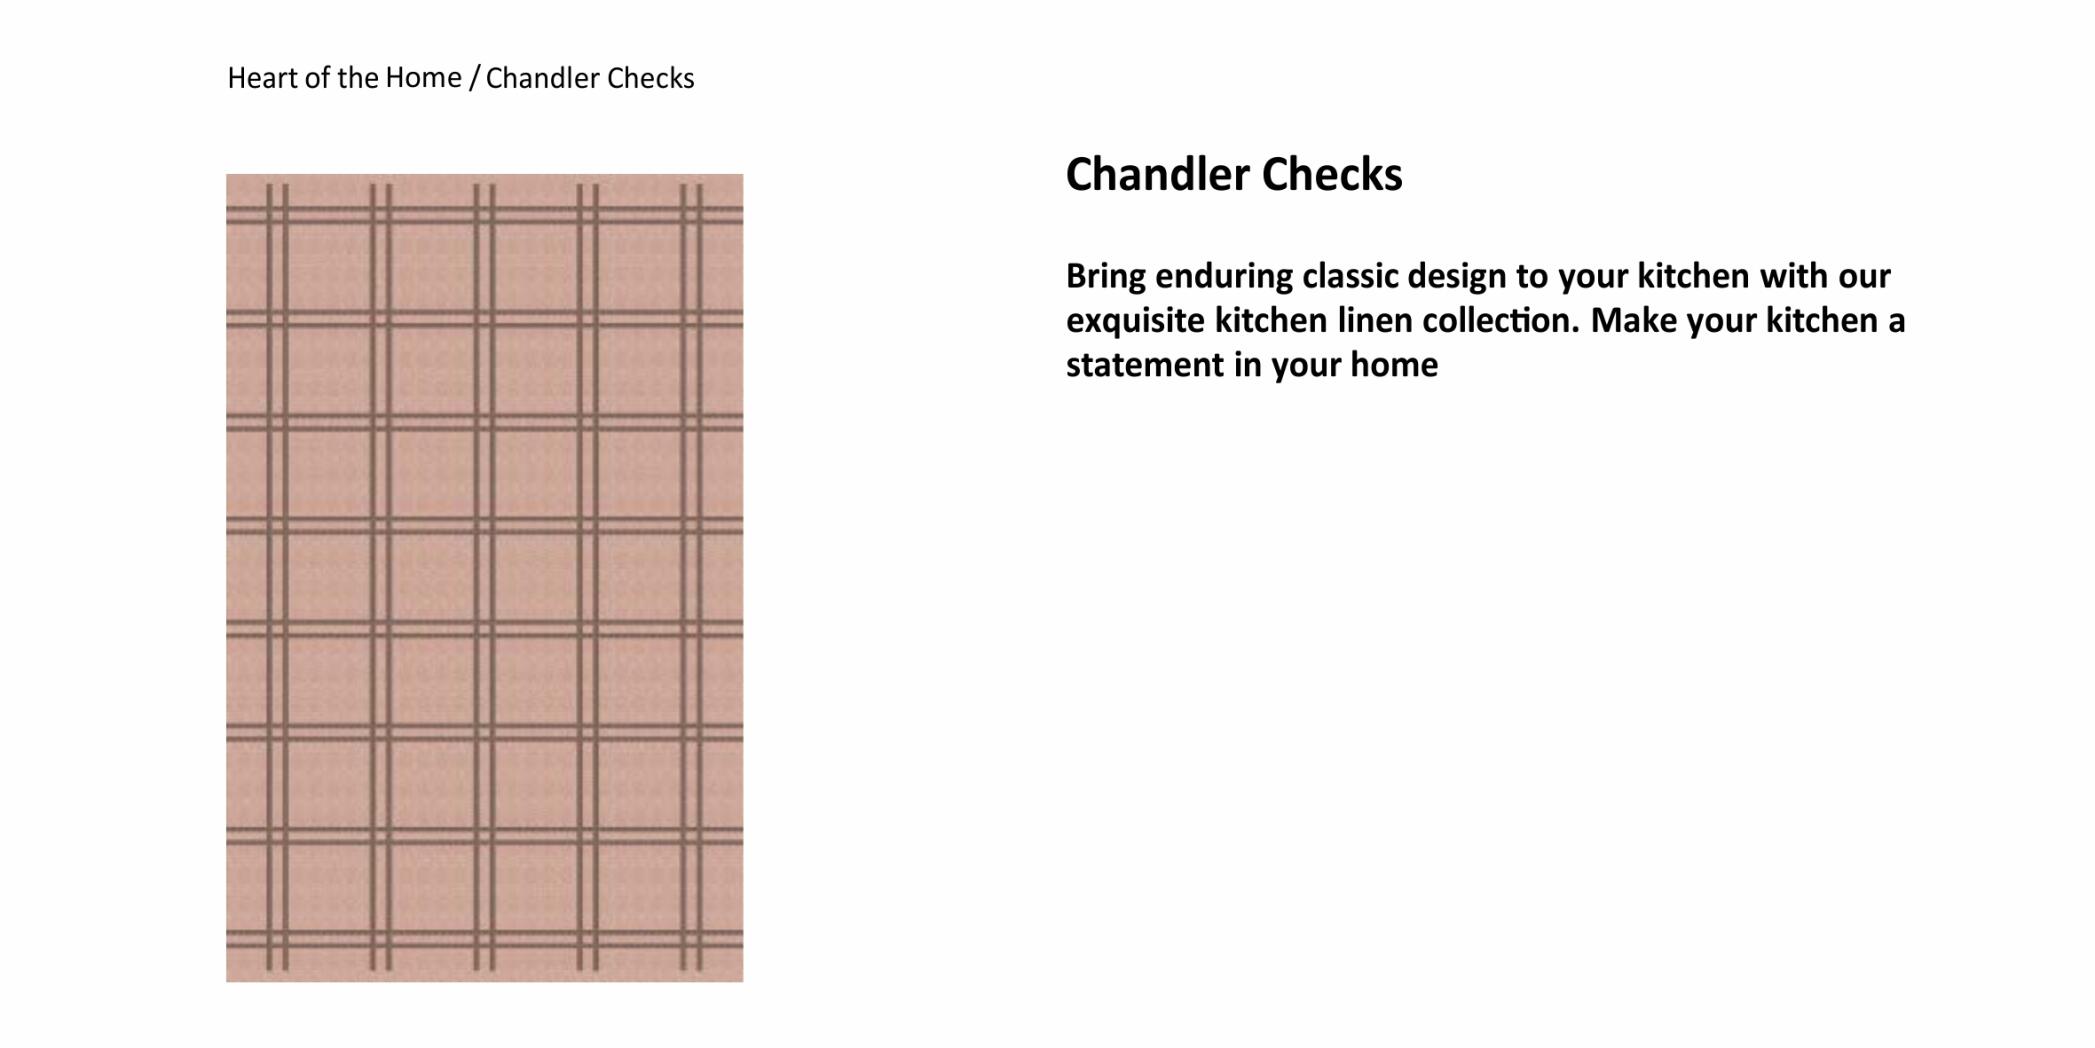 Heart of the Home / Chandler Checks
Chandler Checks
Bring enduring classic design to your kitchen with our
exquisite kitchen linen collection. Make your kitchen a
statement in your home